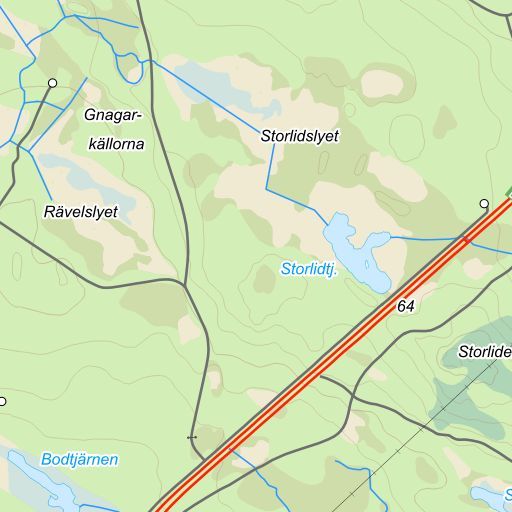 Gnagar-
källorna
Storlidslyet
Rävelslyet
Storlidtj.
64
Storlide
Bodtjärnen
S